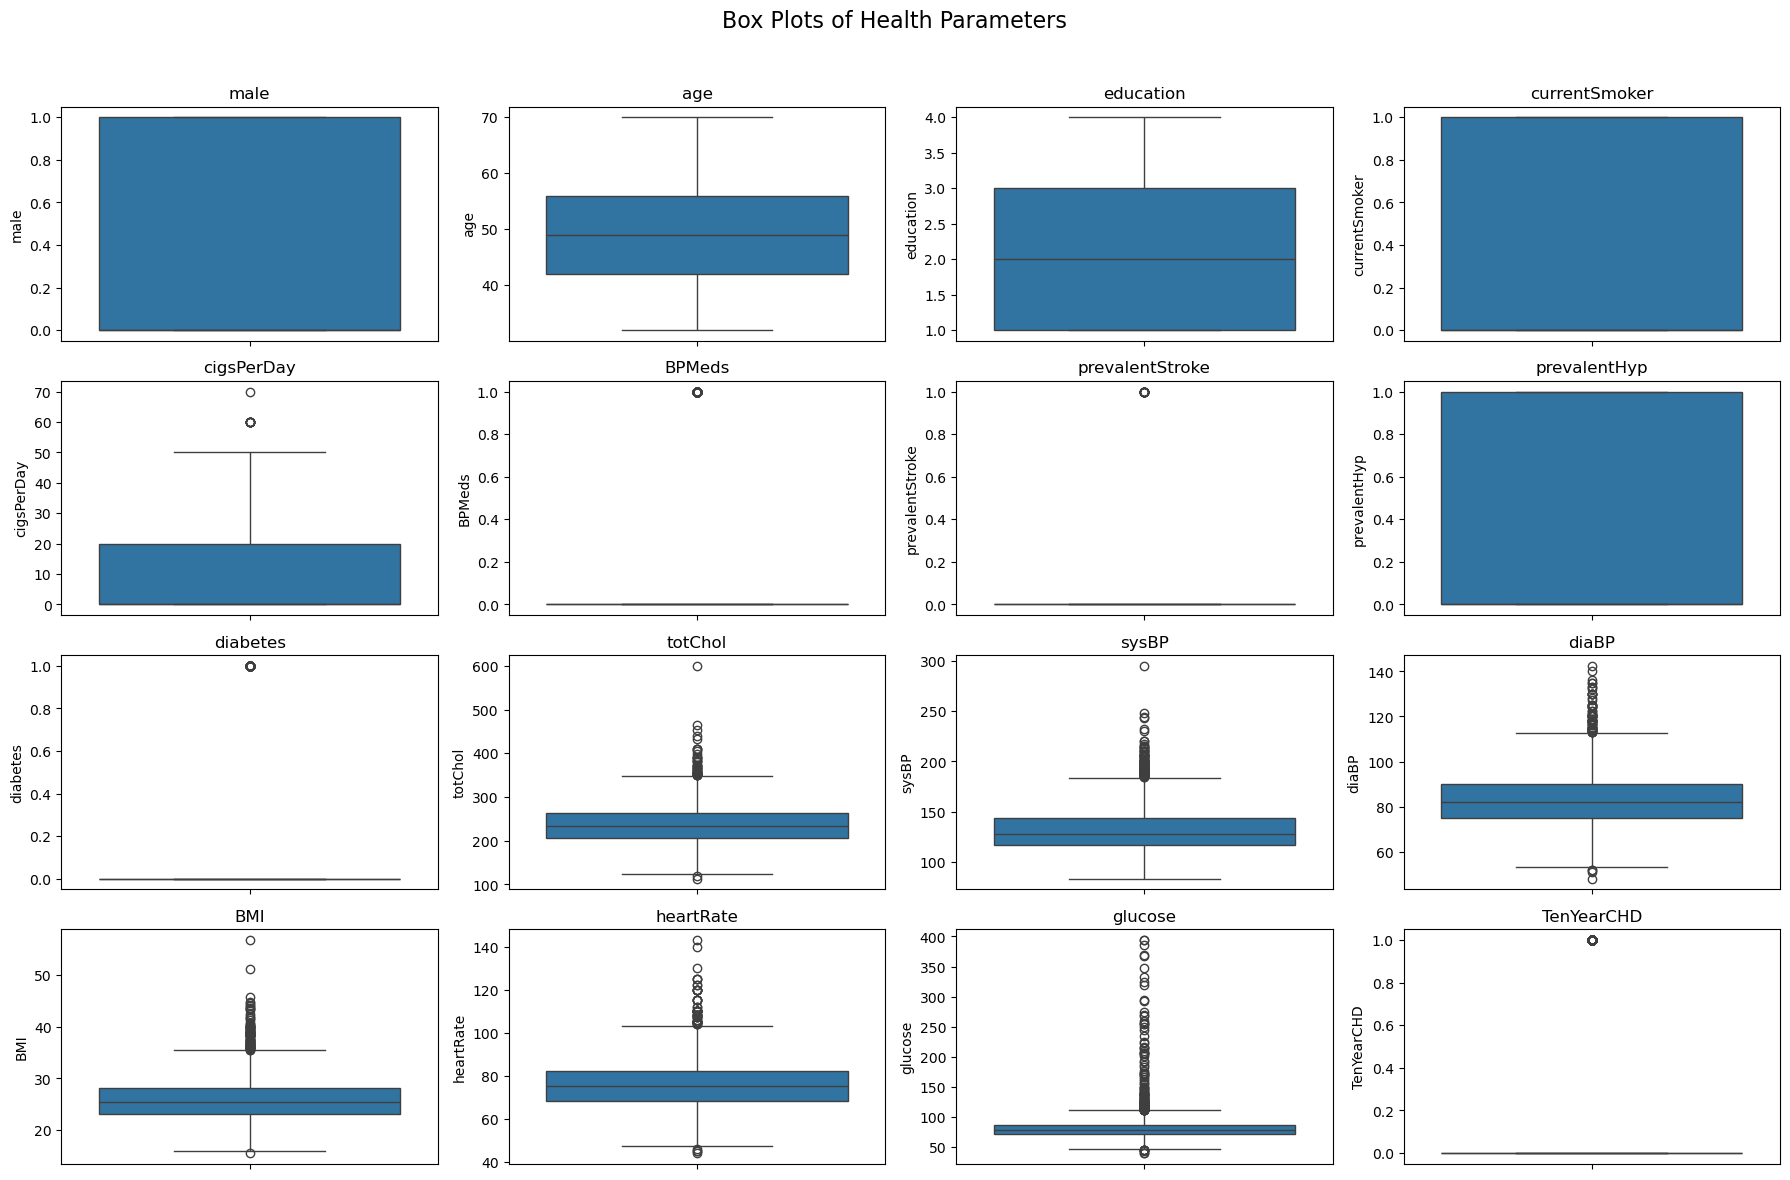 Box Plots of Health Parameters
male
1.0
0.8
0.6
0.4
0.2
0.0
male
age
70
60
50
40
age
education
4.0
3.5
3.0
2.5
2.0
1.5
1.0
education
currentSmoker
1.0
0.8
0.6
0.4
0.2
0.0
currentSmoker
cigsPerDay
70
60
50
40
30
20
10
0
cigsPerDay
BPMeds
1.0
0.8
0.6
0.4
0.2
0.0
BPMeds
prevalentStroke
1.0
0.8
0.6
0.4
0.2
0.0
prevalentStroke
prevalentHyp
1.0
0.8
0.6
0.4
0.2
0.0
prevalentHyp
diabetes
1.0
0.8
0.6
0.4
0.2
0.0
diabetes
totChol
600
500
400
300
200
100
totChol
sysBP
300
250
200
150
100
sysBP
diaBP
140
120
100
80
60
diaBP
BMI
50
40
30
20
BMI
heartRate
140
120
100
80
60
40
heartRate
glucose
400
350
300
250
200
150
100
50
glucose
TenYearCHD
1.0
0.8
0.6
0.4
0.2
0.0
TenYearCHD